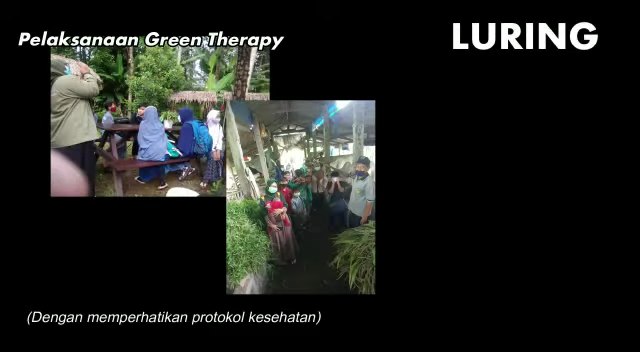 Pelaksanaan Green Therapy
LURING
(Dengan memperhatikan protokol kesehatan)